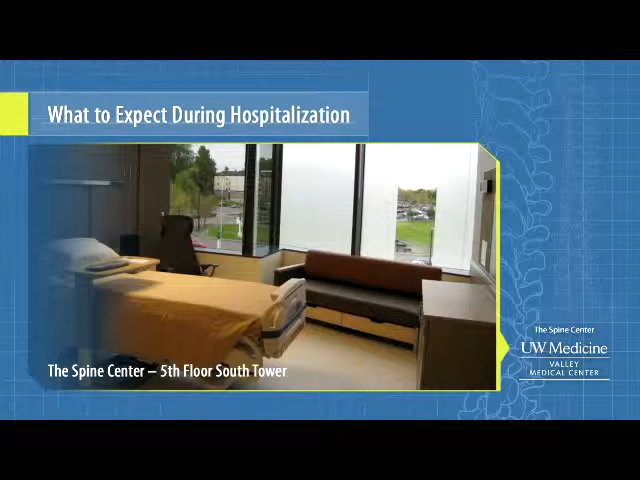 What to Expect During Hospitalization
The Spine Center – 5th Floor South Tower
The Spine Center
UW Medicine
VALLEY
MEDICAL CENTER